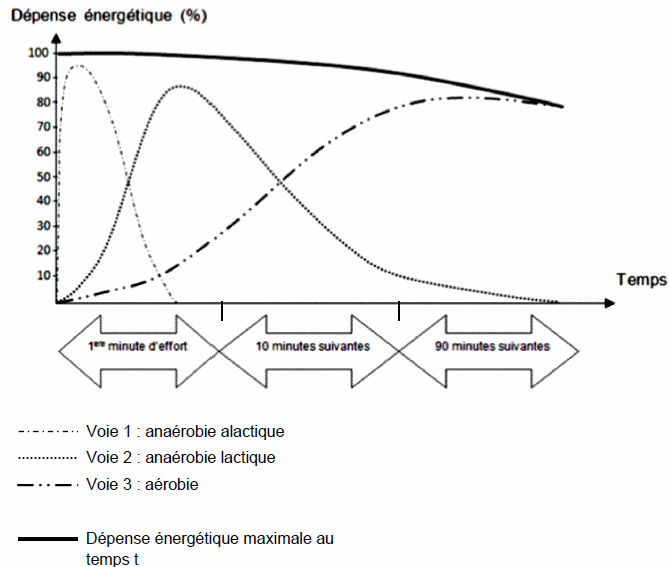 Dépense énergétique (%)
100
90
80
70
60
50
40
30
20
10
Temps
1ere minute d'effort
10 minutes suivantes
90 minutes suivantes
Voie 1 : anaérobie alactique
Voie 2 : anaérobie lactique
Voie 3 : aérobie
Dépense énergétique maximale au
temps t